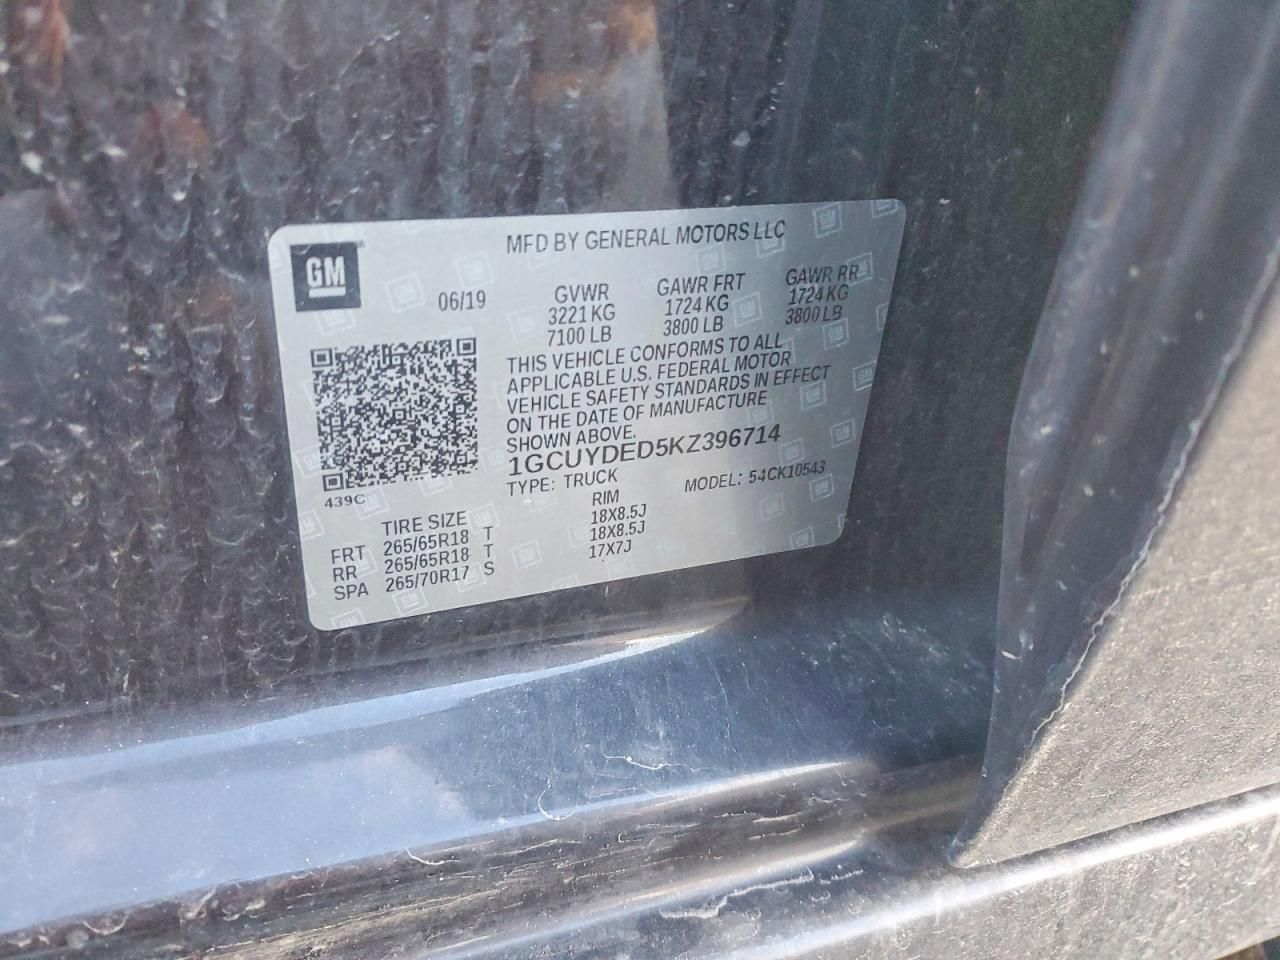 GM
MFD BY GENERAL MOTORS LLC
06/19
GVWR GAWR FRT GAWR RR
3221 KG 1724 KG 1724 KG
7100 LB 3800 LB 3800 LB
THIS VEHICLE CONFORMS TO ALL
APPLICABLE U.S. FEDERAL MOTOR
VEHICLE SAFETY STANDARDS IN EFFECT
ON THE DATE OF MANUFACTURE
SHOWN ABOVE.
1GCUYDED5KZ396714
TYPE: TRUCK MODEL: 54CK10543
439C
TIRE SIZE RIM
FRT 265/65R18 T 18X8.5J
RR 265/65R18 T 18X8.5J
SPA 265/70R17 S 17X7J